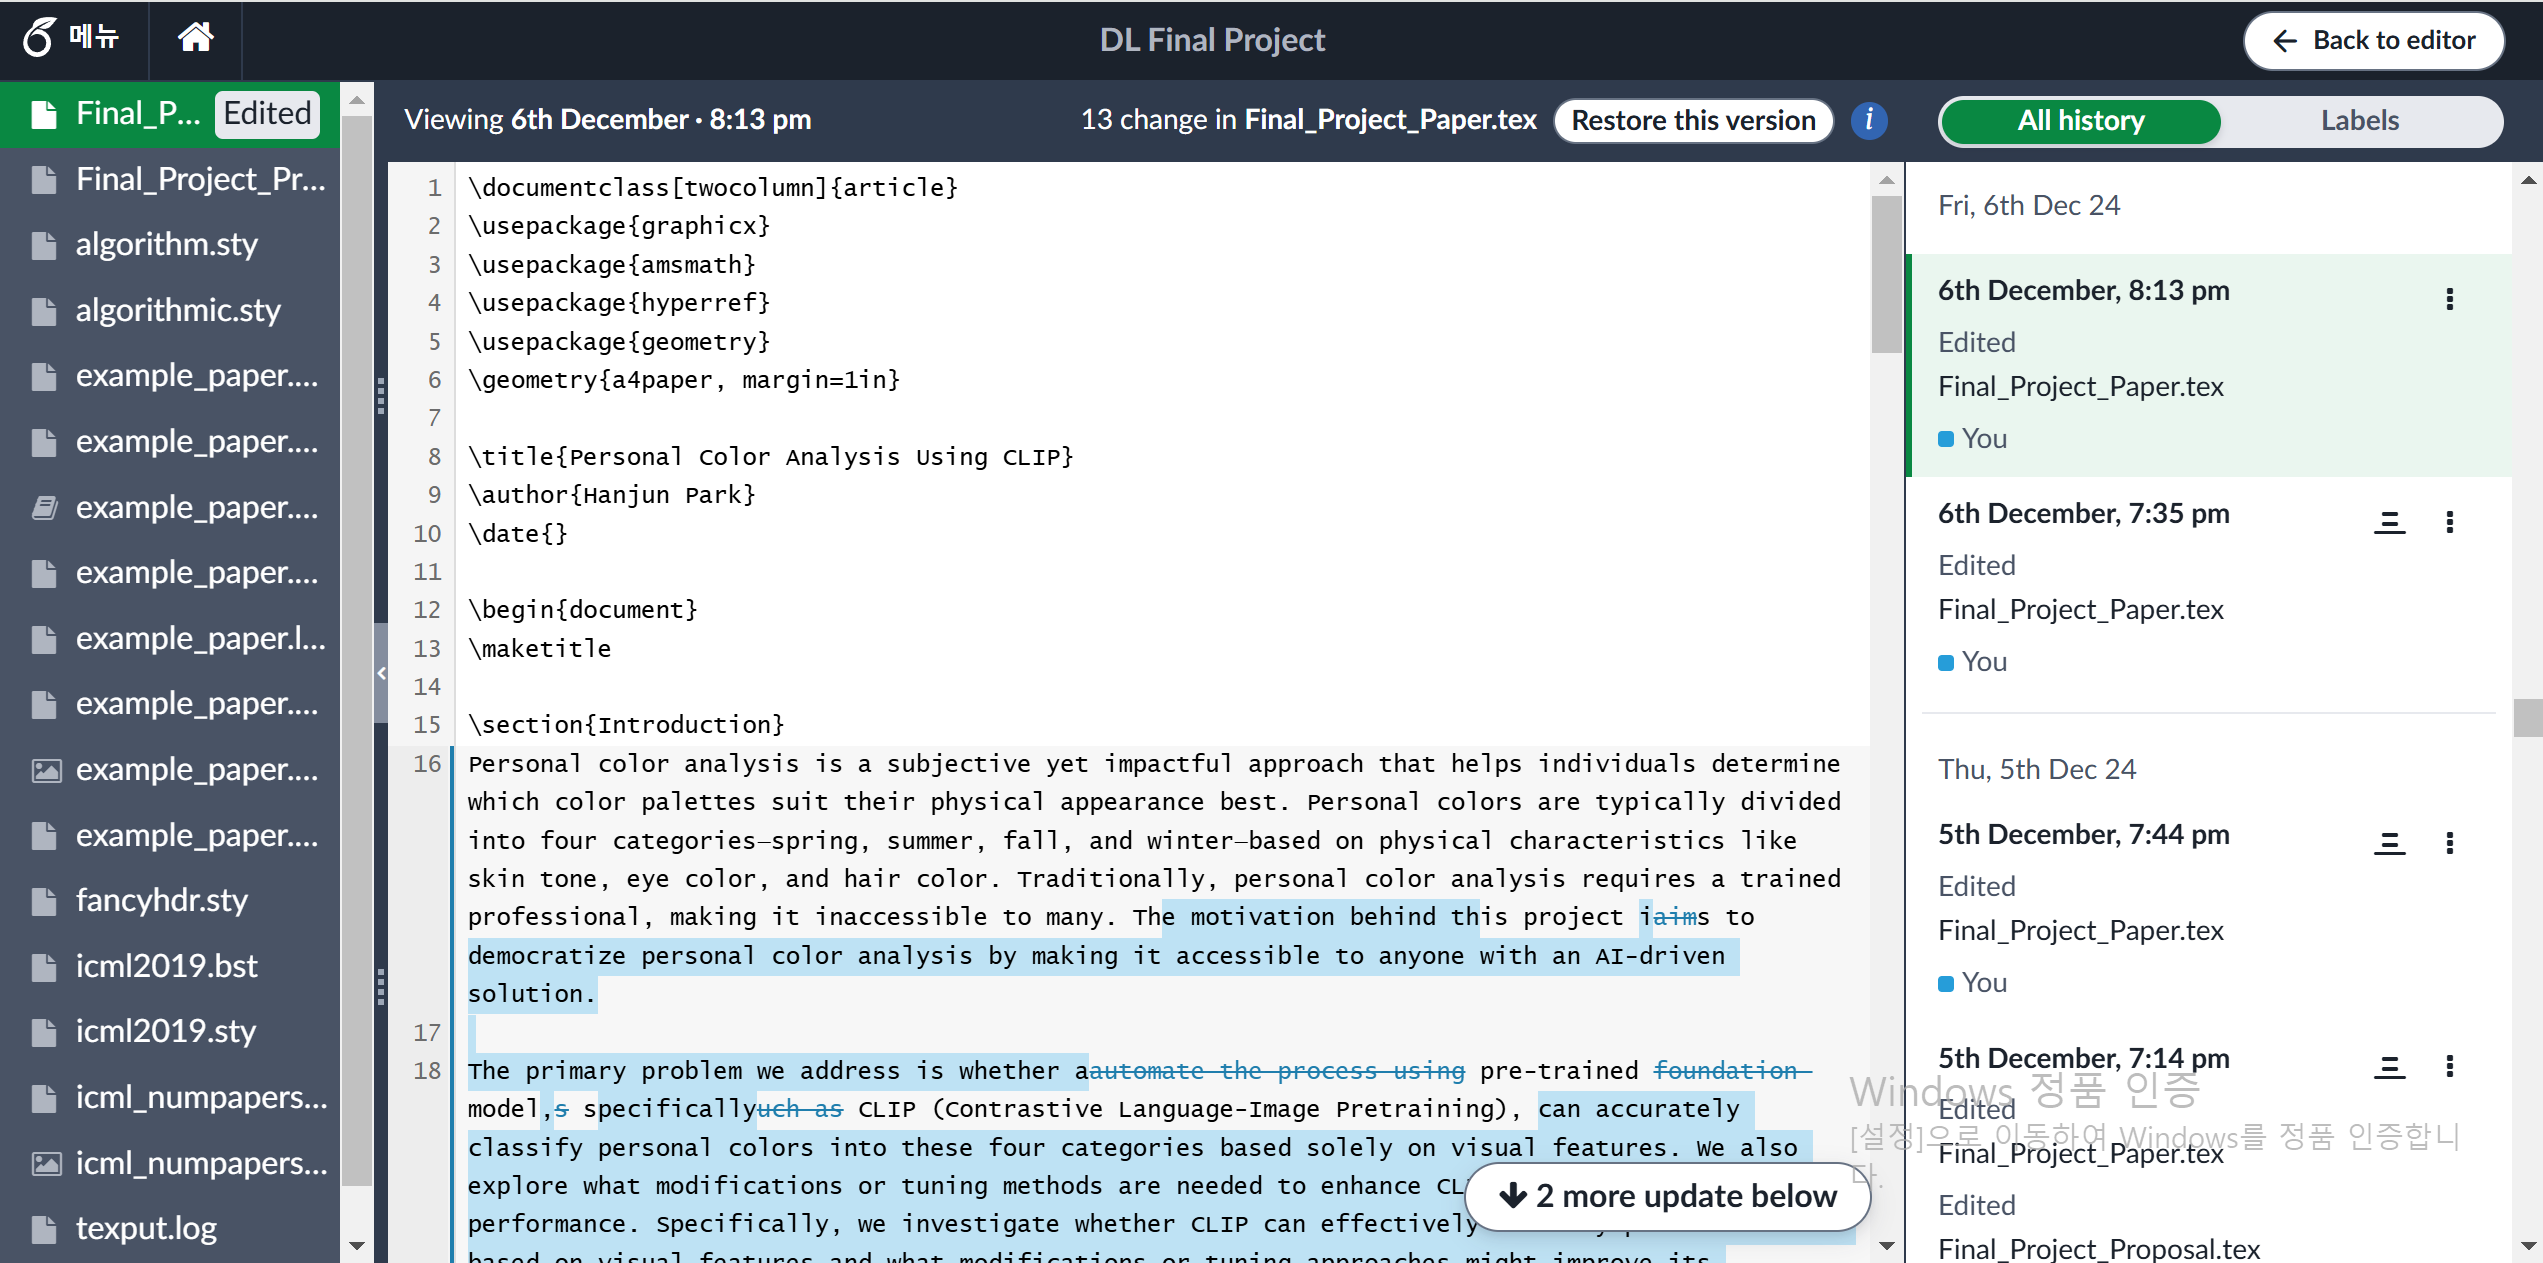 메뉴
DL Final Project
Back to editor
Final_P... Edited
Final_Project_Pr...
algorithm.sty
algorithmic.sty
example_paper....
example_paper....
example_paper....
example_paper....
example_paper.l...
example_paper....
example_paper....
example_paper....
fancyhdr.sty
icml2019.bst
icml2019.sty
icml_numpapers...
icml_numpapers...
texput.log
Viewing 6th December · 8:13 pm
13 change in Final_Project_Paper.tex
Restore this version
i
1 \documentclass[twocolumn]{article}
2 \usepackage{graphicx}
3 \usepackage{amsmath}
4 \usepackage{hyperref}
5 \usepackage{geometry}
6 \geometry{a4paper, margin=1in}
7
8 \title{Personal Color Analysis Using CLIP}
9 \author{Hanjun Park}
10 \date{}
11
12 \begin{document}
13 \maketitle
14
15 \section{Introduction}
16 Personal color analysis is a subjective yet impactful approach that helps individuals determine
which color palettes suit their physical appearance best. Personal colors are typically divided
into four categories—spring, summer, fall, and winter—based on physical characteristics like
skin tone, eye color, and hair color. Traditionally, personal color analysis requires a trained
professional, making it inaccessible to many. The motivation behind this project iaims to
democratize personal color analysis by making it accessible to anyone with an AI-driven
solution.
17
18 The primary problem we address is whether aautomate the process using pre-trained foundation
model,s specificallyuch as CLIP (Contrastive Language-Image Pretraining), can accurately
classify personal colors into these four categories based solely on visual features. We also
explore what modifications or tuning methods are needed to enhance CL
performance. Specifically, we investigate whether CLIP can effectively
based on visual features and what modifications or tuning approaches might improve its
2 more update below
All history
Labels
Fri, 6th Dec 24
6th December, 8:13 pm
Edited
Final_Project_Paper.tex
You
6th December, 7:35 pm
Edited
Final_Project_Paper.tex
You
Thu, 5th Dec 24
5th December, 7:44 pm
Edited
Final_Project_Paper.tex
You
5th December, 7:14 pm
Edited
Final_Project_Paper.tex
Edited
Final_Project_Proposal.tex
Windows 정품 인증
[설정]으로 이동하여 Windows를 정품 인증합니
다.